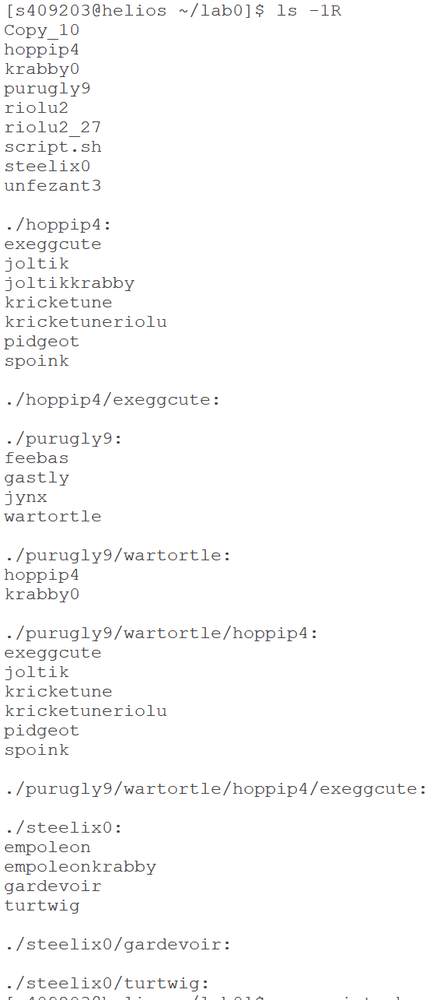 [s409203@helios ~/lab0]$ ls -1R
Copy_10
hoppip4
krabby0
purugly9
riolu2
riolu2_27
script.sh
steelix0
unfezant3
./hoppip4:
exeggcute
joltik
joltikkrabby
kricketune
kricketuneriolu
pidgeot
spoink
./hoppip4/exeggcute:
./purugly9:
feebas
gastly
jynx
wartortle
./purugly9/wartortle:
hoppip4
krabby0
./purugly9/wartortle/hoppip4:
exeggcute
joltik
kricketune
kricketuneriolu
pidgeot
spoink
./purugly9/wartortle/hoppip4/exeggcute:
./steelix0:
empoleon
empoleonkrabby
gardevoir
turtwig
./steelix0/gardevoir:
./steelix0/turtwig: